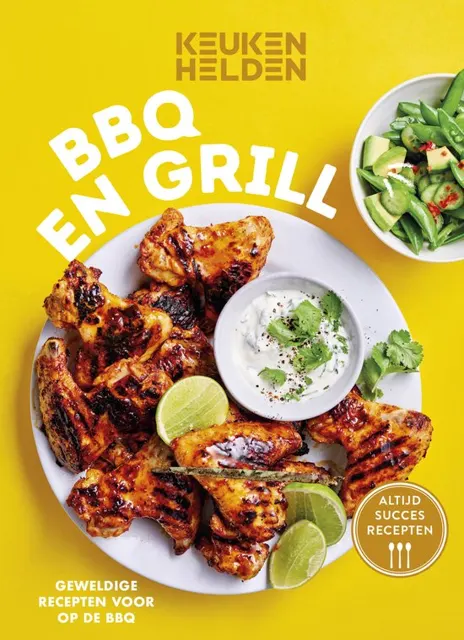 KEUKEN
HELDEN
BBQ
EN GRILL
ALTIJD
SUCCES
RECEPTEN
GEWELDIGE
RECEPTEN VOOR
OP DE BBQ